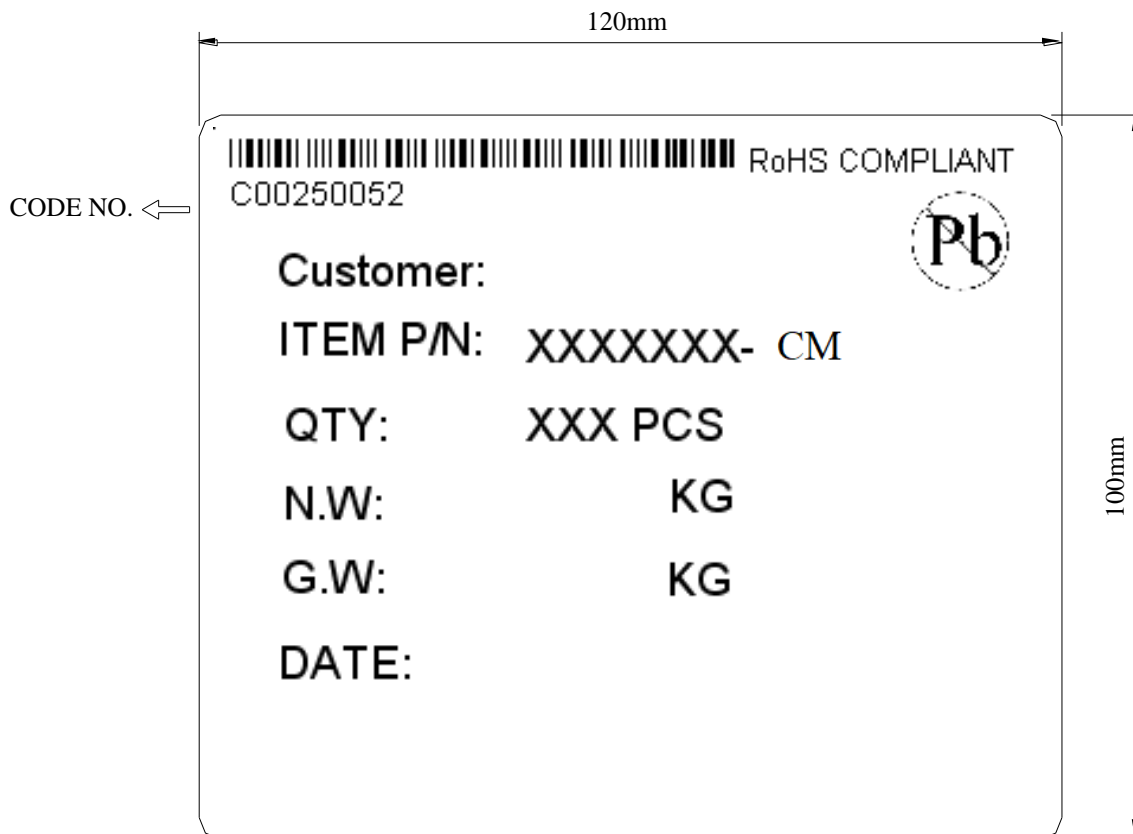 120mm
RoHS COMPLIANT
C00250052
CODE NO.
Pb
Customer:
ITEM P/N: XXXXXXX- CM
QTY: XXX PCS
100mm
N.W: KG
G.W: KG
DATE: